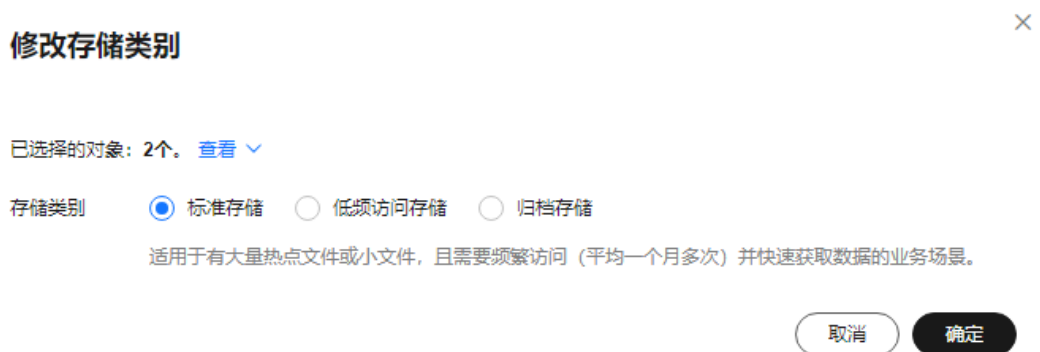 修改存储类别
已选择的对象：2个。 查看
存储类别 标准存储 低频访问存储 归档存储
适用于有大量热点文件或小文件，且需要频繁访问（平均一个月多次）并快速获取数据的业务场景。
取消 确定